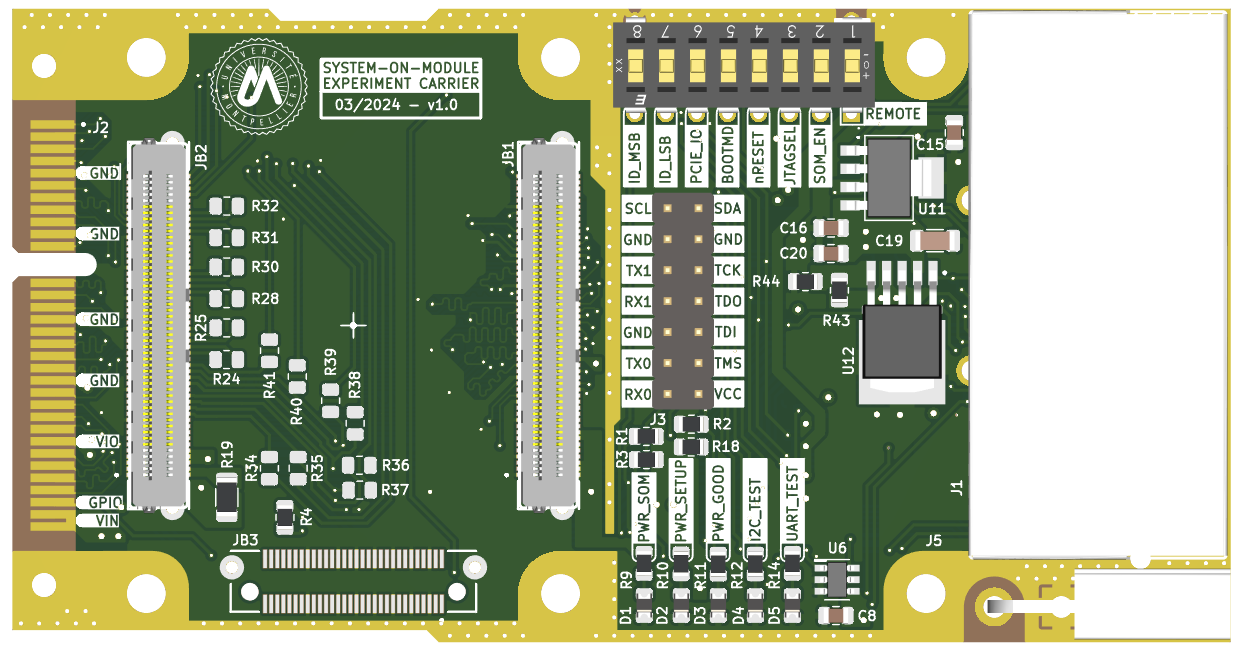 8 7 6 5 4 3 2 1
E
UNIVERSITE
MONTPELLIER
SYSTEM-ON-MODULE
EXPERIMENT CARRIER
03/2024 - v1.0
REMOTE
ID_MSB
ID_LSB
PCIE_IC
BOOTMD
nRESET
JTAGSEL
SOM_EN
J2
JB2
JB1
C15
U11
GND
GND
GND
GND
VIO
GPIO
VIN
R32
R31
R30
R28
R25
R24
R41
R40
R39
R38
R36
R37
R34
R35
R19
R4
JB3
SCL SDA
GND GND
TX1 TCK
RX1 TDO
GND TDI
TX0 TMS
RX0 VCC
C16
C20
C19
R44
R43
U12
J3
R1
R2
R3
R18
PWR_SOM
PWR_SETUP
PWR_GOOD
I2C_TEST
UART_TEST
J1
J5
U6
R9
R10
R11
R12
R14
D1
D2
D3
D4
D5
C8